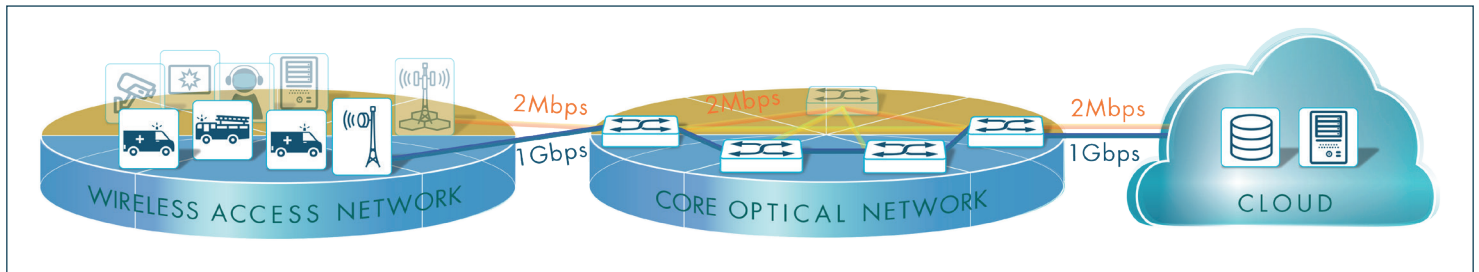 2Mbps
2Mbps
2Mbps
1Gbps
1Gbps
WIRELESS ACCESS NETWORK
CORE OPTICAL NETWORK
CLOUD